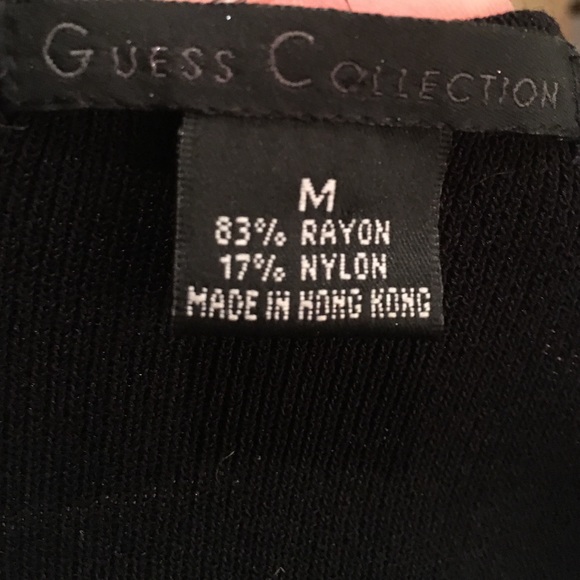 GUESS COLLECTION
M
83% RAYON
17% NYLON
MADE IN HONG KONG